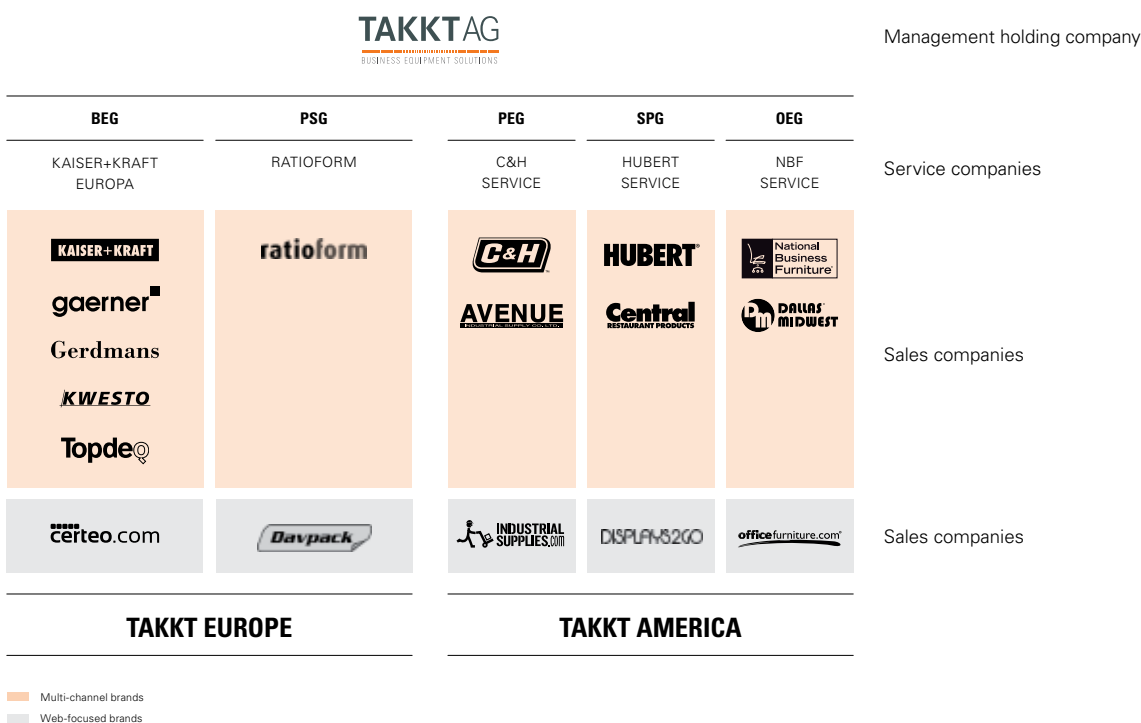 TAKKT AG
BUSINESS EQUIPMENT SOLUTIONS
Management holding company
BEG
PSG
PEG
SPG
OEG
KAISER+KRAFT
EUROPA
RATIOFORM
C&H
SERVICE
HUBERT
SERVICE
NBF
SERVICE
Service companies
KAISER+KRAFT
gaerner
Gerdmans
KWESTO
Topdeq
ratioform
C&H
AVENUE
INDUSTRIAL SUPPLY CO. LTD.
HUBERT®
Central
RESTAURANT PRODUCTS
National
Business
Furniture
DM DALLAS
MIDWEST
Sales companies
certeo.com
Davpack
INDUSTRIAL
SUPPLIES.com
DISPLAYS2GO
officefurniture.com
Sales companies
TAKKT EUROPE
TAKKT AMERICA
Multi-channel brands
Web-focused brands